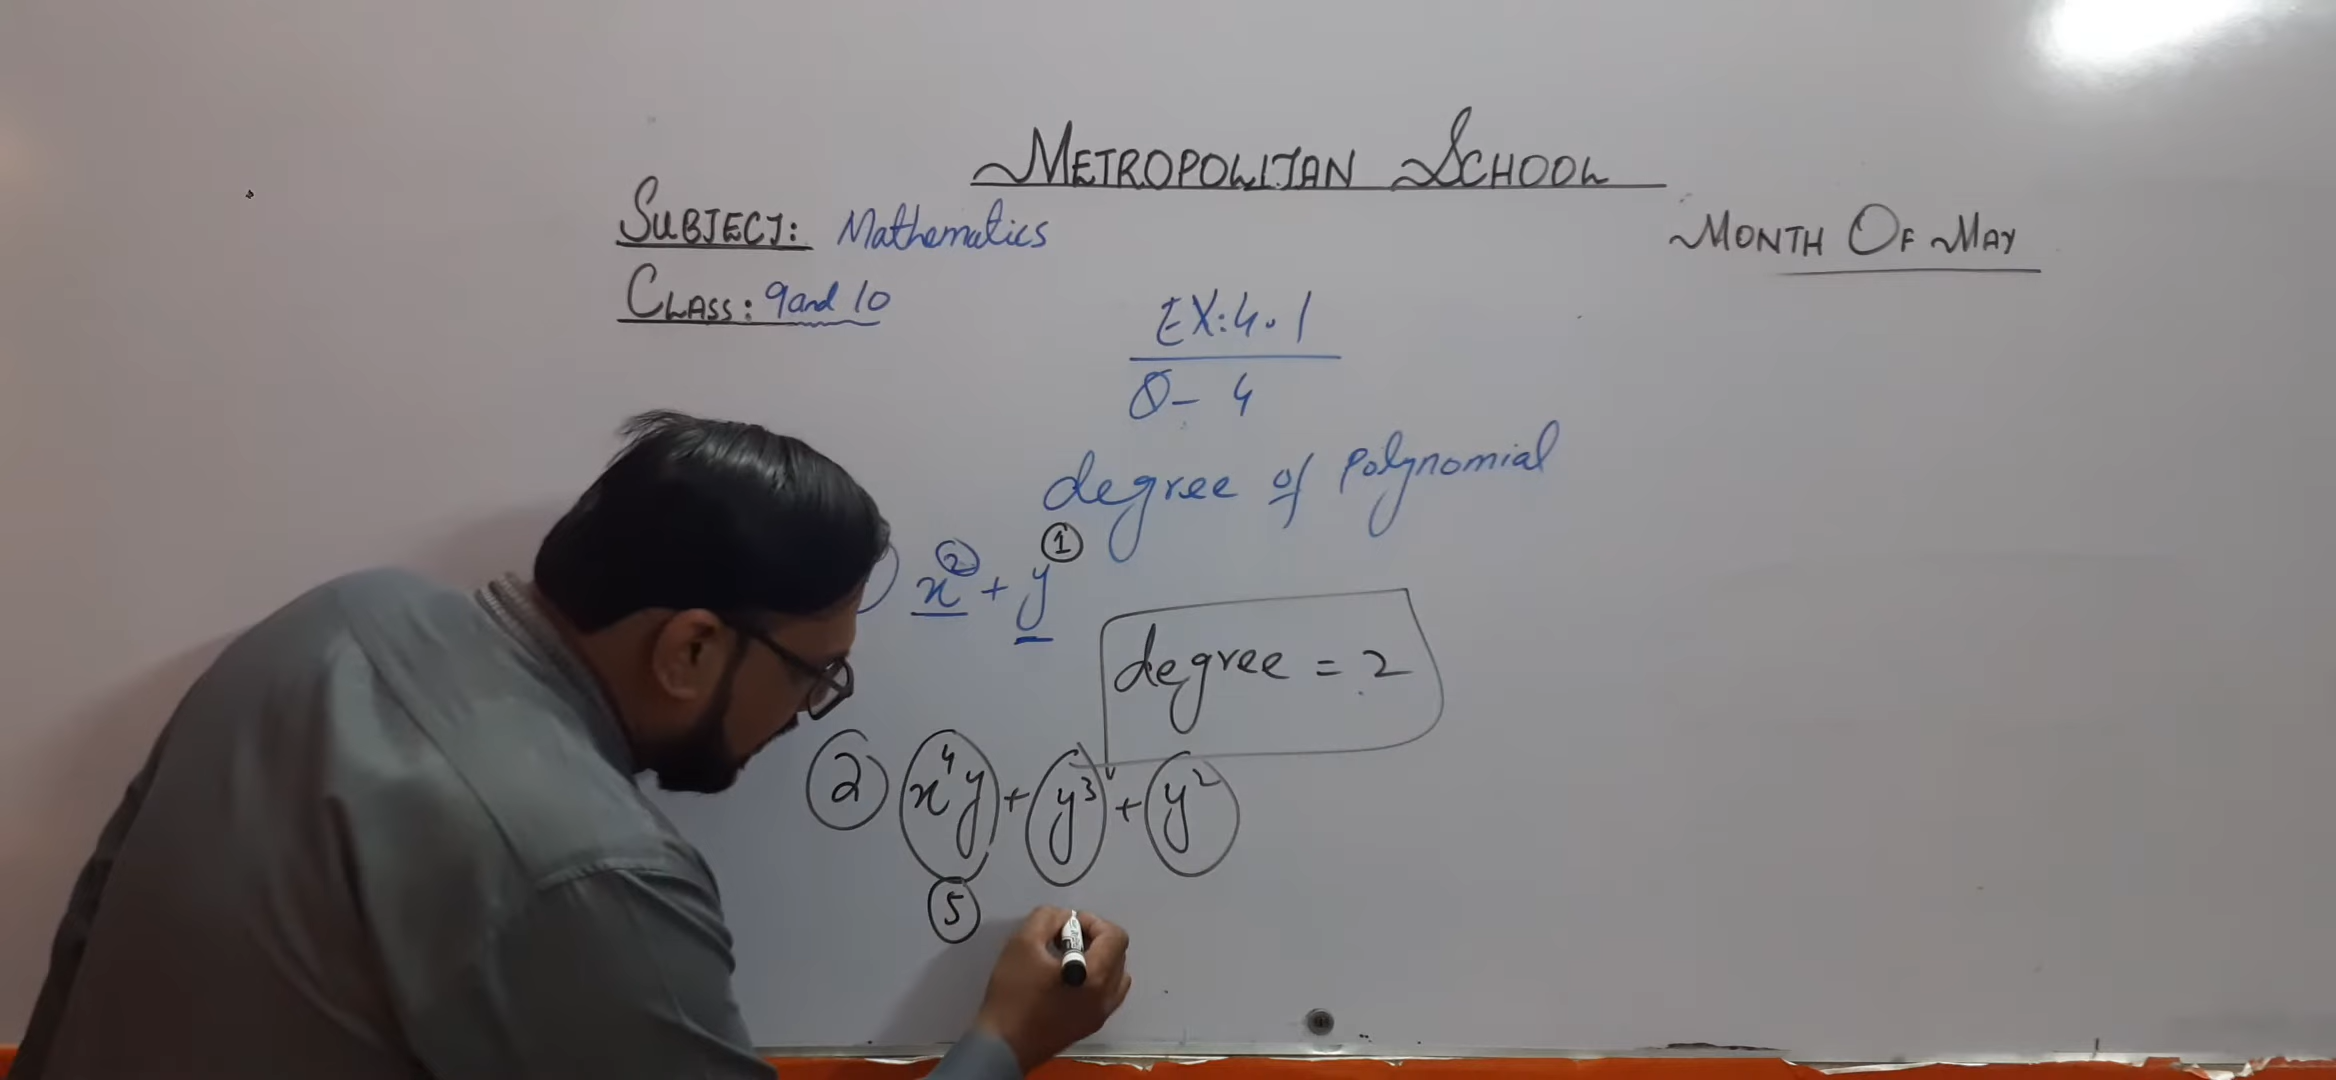 METROPOLITAN SCHOOL
SUBJECT: Mathematics
MONTH OF MAY
CLASS: 9 and 10
EX: 4.1
Q- 4
degree of Polynomial
x² + y¹
degree = 2
2 x⁴y + y³ + y²
5